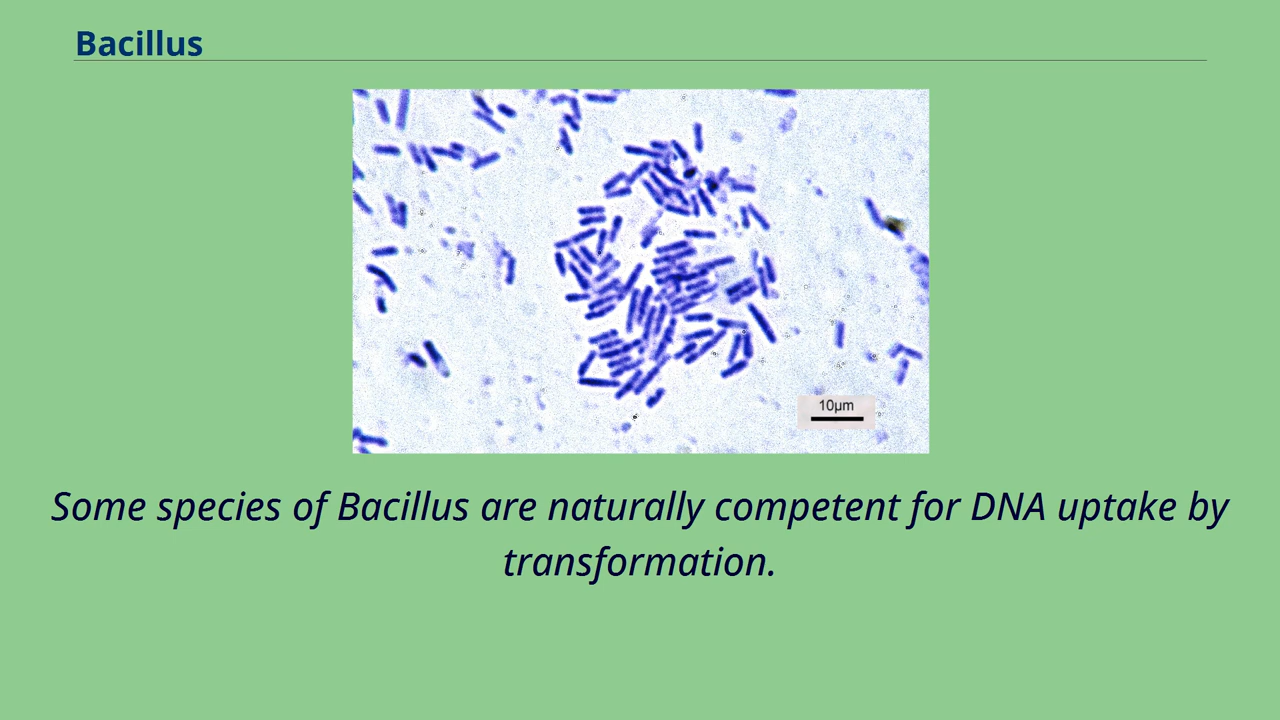 Bacillus
10µm
Some species of Bacillus are naturally competent for DNA uptake by
transformation.